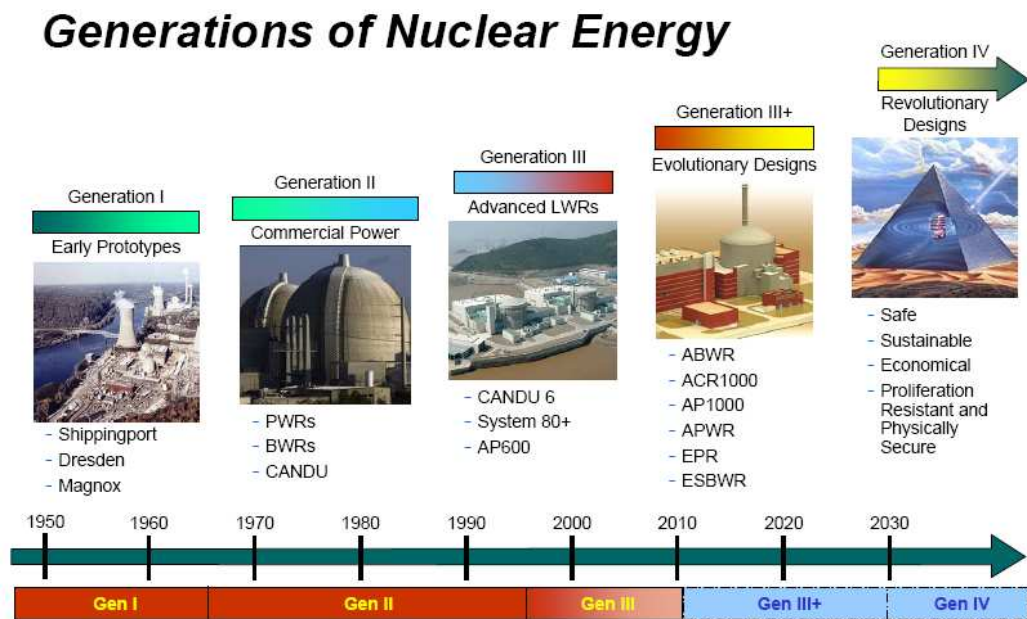 Generations of Nuclear Energy
Generation I
Early Prototypes
- Shippingport
- Dresden
- Magnox
Generation II
Commercial Power
- PWRs
- BWRs
- CANDU
Generation III
Advanced LWRs
- CANDU 6
- System 80+
- AP600
Generation III+
Evolutionary Designs
- ABWR
- ACR1000
- AP1000
- APWR
- EPR
- ESBWR
Generation IV
Revolutionary
Designs
- Safe
- Sustainable
- Economical
- Proliferation
Resistant and
Physically
Secure
1950 1960 1970 1980 1990 2000 2010 2020 2030
Gen I Gen II Gen III Gen III+ Gen IV